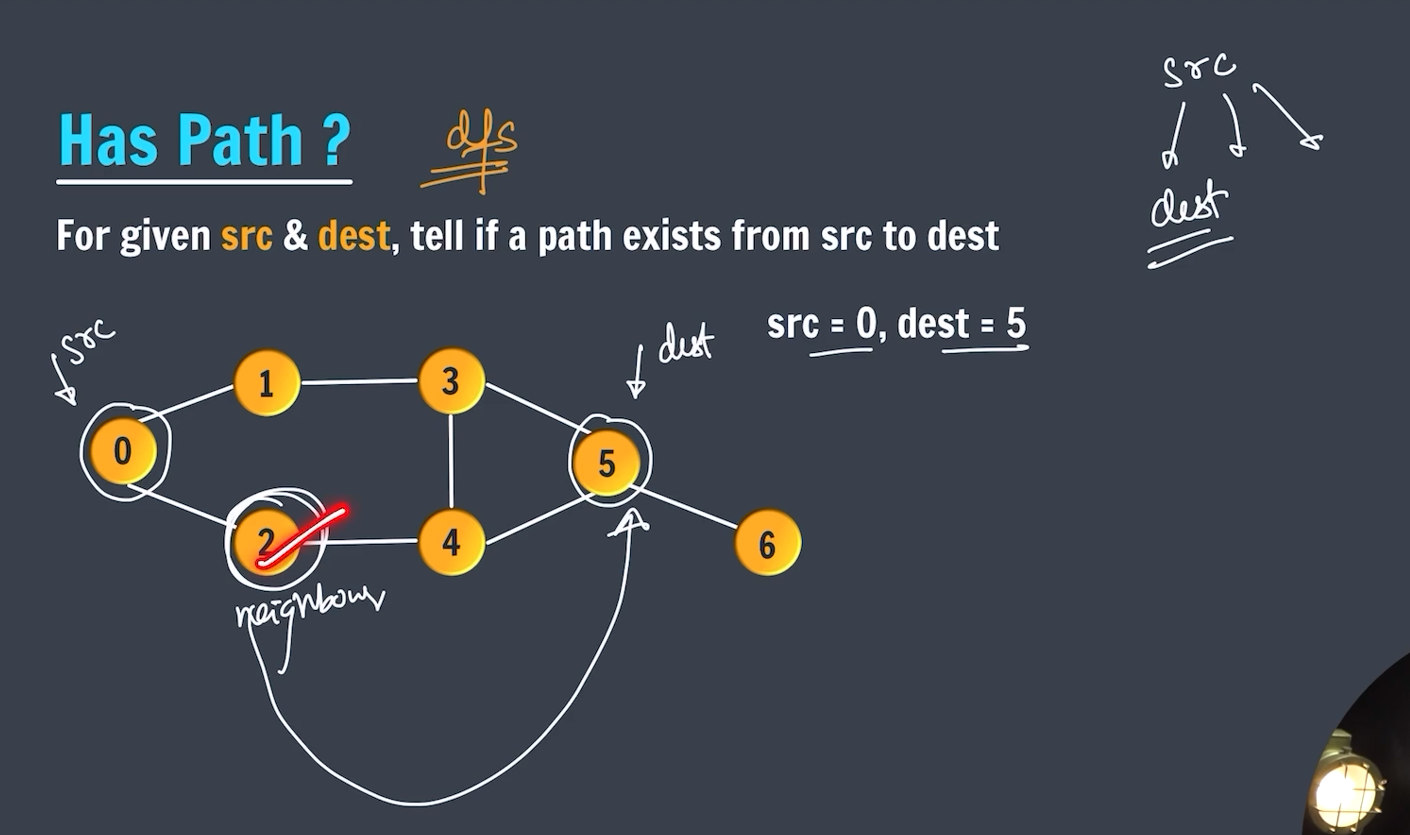 src
Has Path ?
dfs
dest
For given src & dest, tell if a path exists from src to dest
src = 0, dest = 5
src
dest
1
3
0
5
2
4
6
neighbour